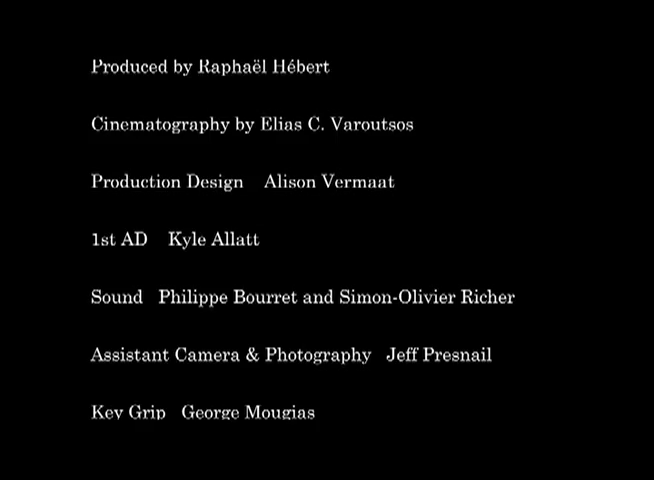 Produced by Raphaël Hébert
Cinematography by Elias C. Varoutsos
Production Design Alison Vermaat
1st AD Kyle Allatt
Sound Philippe Bourret and Simon-Olivier Richer
Assistant Camera & Photography Jeff Presnail
Key Grip George Mougias